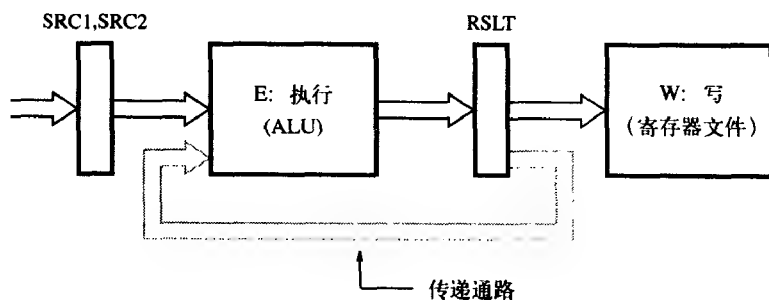 SRC1,SRC2
RSLT
E: 执行
(ALU)
W: 写
(寄存器文件)
传递通路